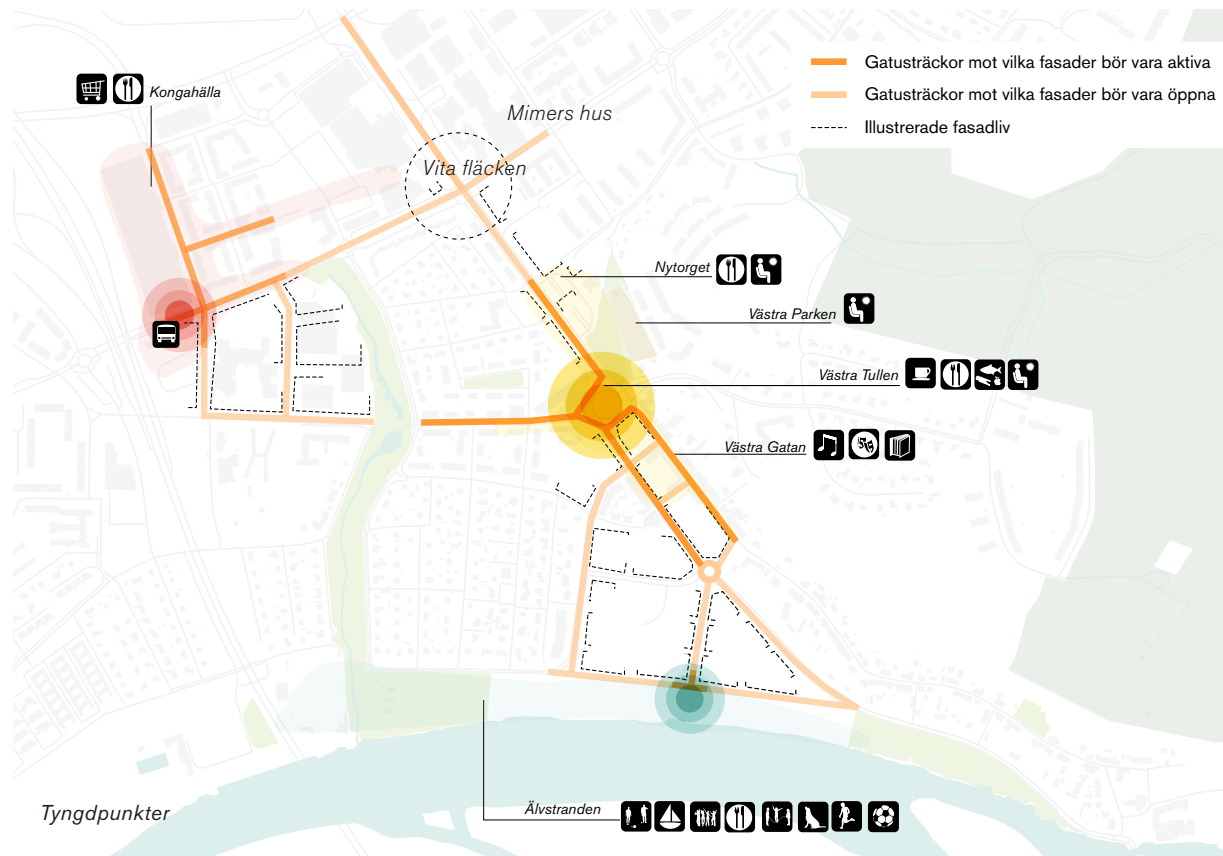 Gatusträckor mot vilka fasader bör vara aktiva
Gatusträckor mot vilka fasader bör vara öppna
Illustrerade fasadliv
Kongahälla
Mimers hus
Vita fläcken
Nytorget
Västra Parken
Västra Tullen
Västra Gatan
Älvstranden
Tyngdpunkter